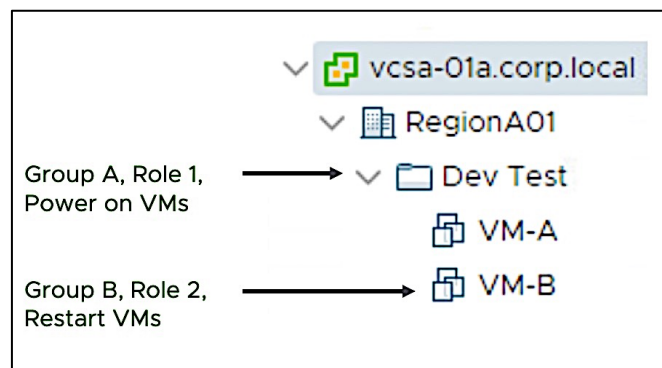 vcsa-01a.corp.local
RegionA01
Group A, Role 1,
Power on VMs
Dev Test
VM-A
Group B, Role 2,
Restart VMs
VM-B